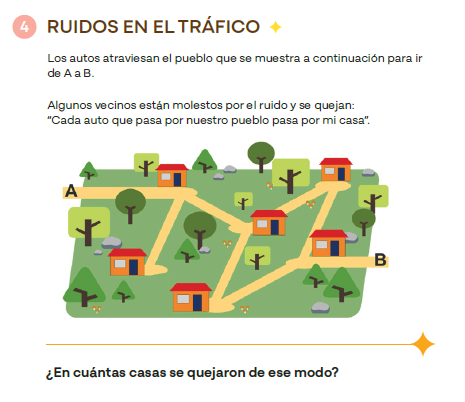 4 RUIDOS EN EL TRÁFICO
Los autos atraviesan el pueblo que se muestra a continuación para ir
de A a B.
Algunos vecinos están molestos por el ruido y se quejan:
“Cada auto que pasa por nuestro pueblo pasa por mi casa”.
A
B
¿En cuántas casas se quejaron de ese modo?